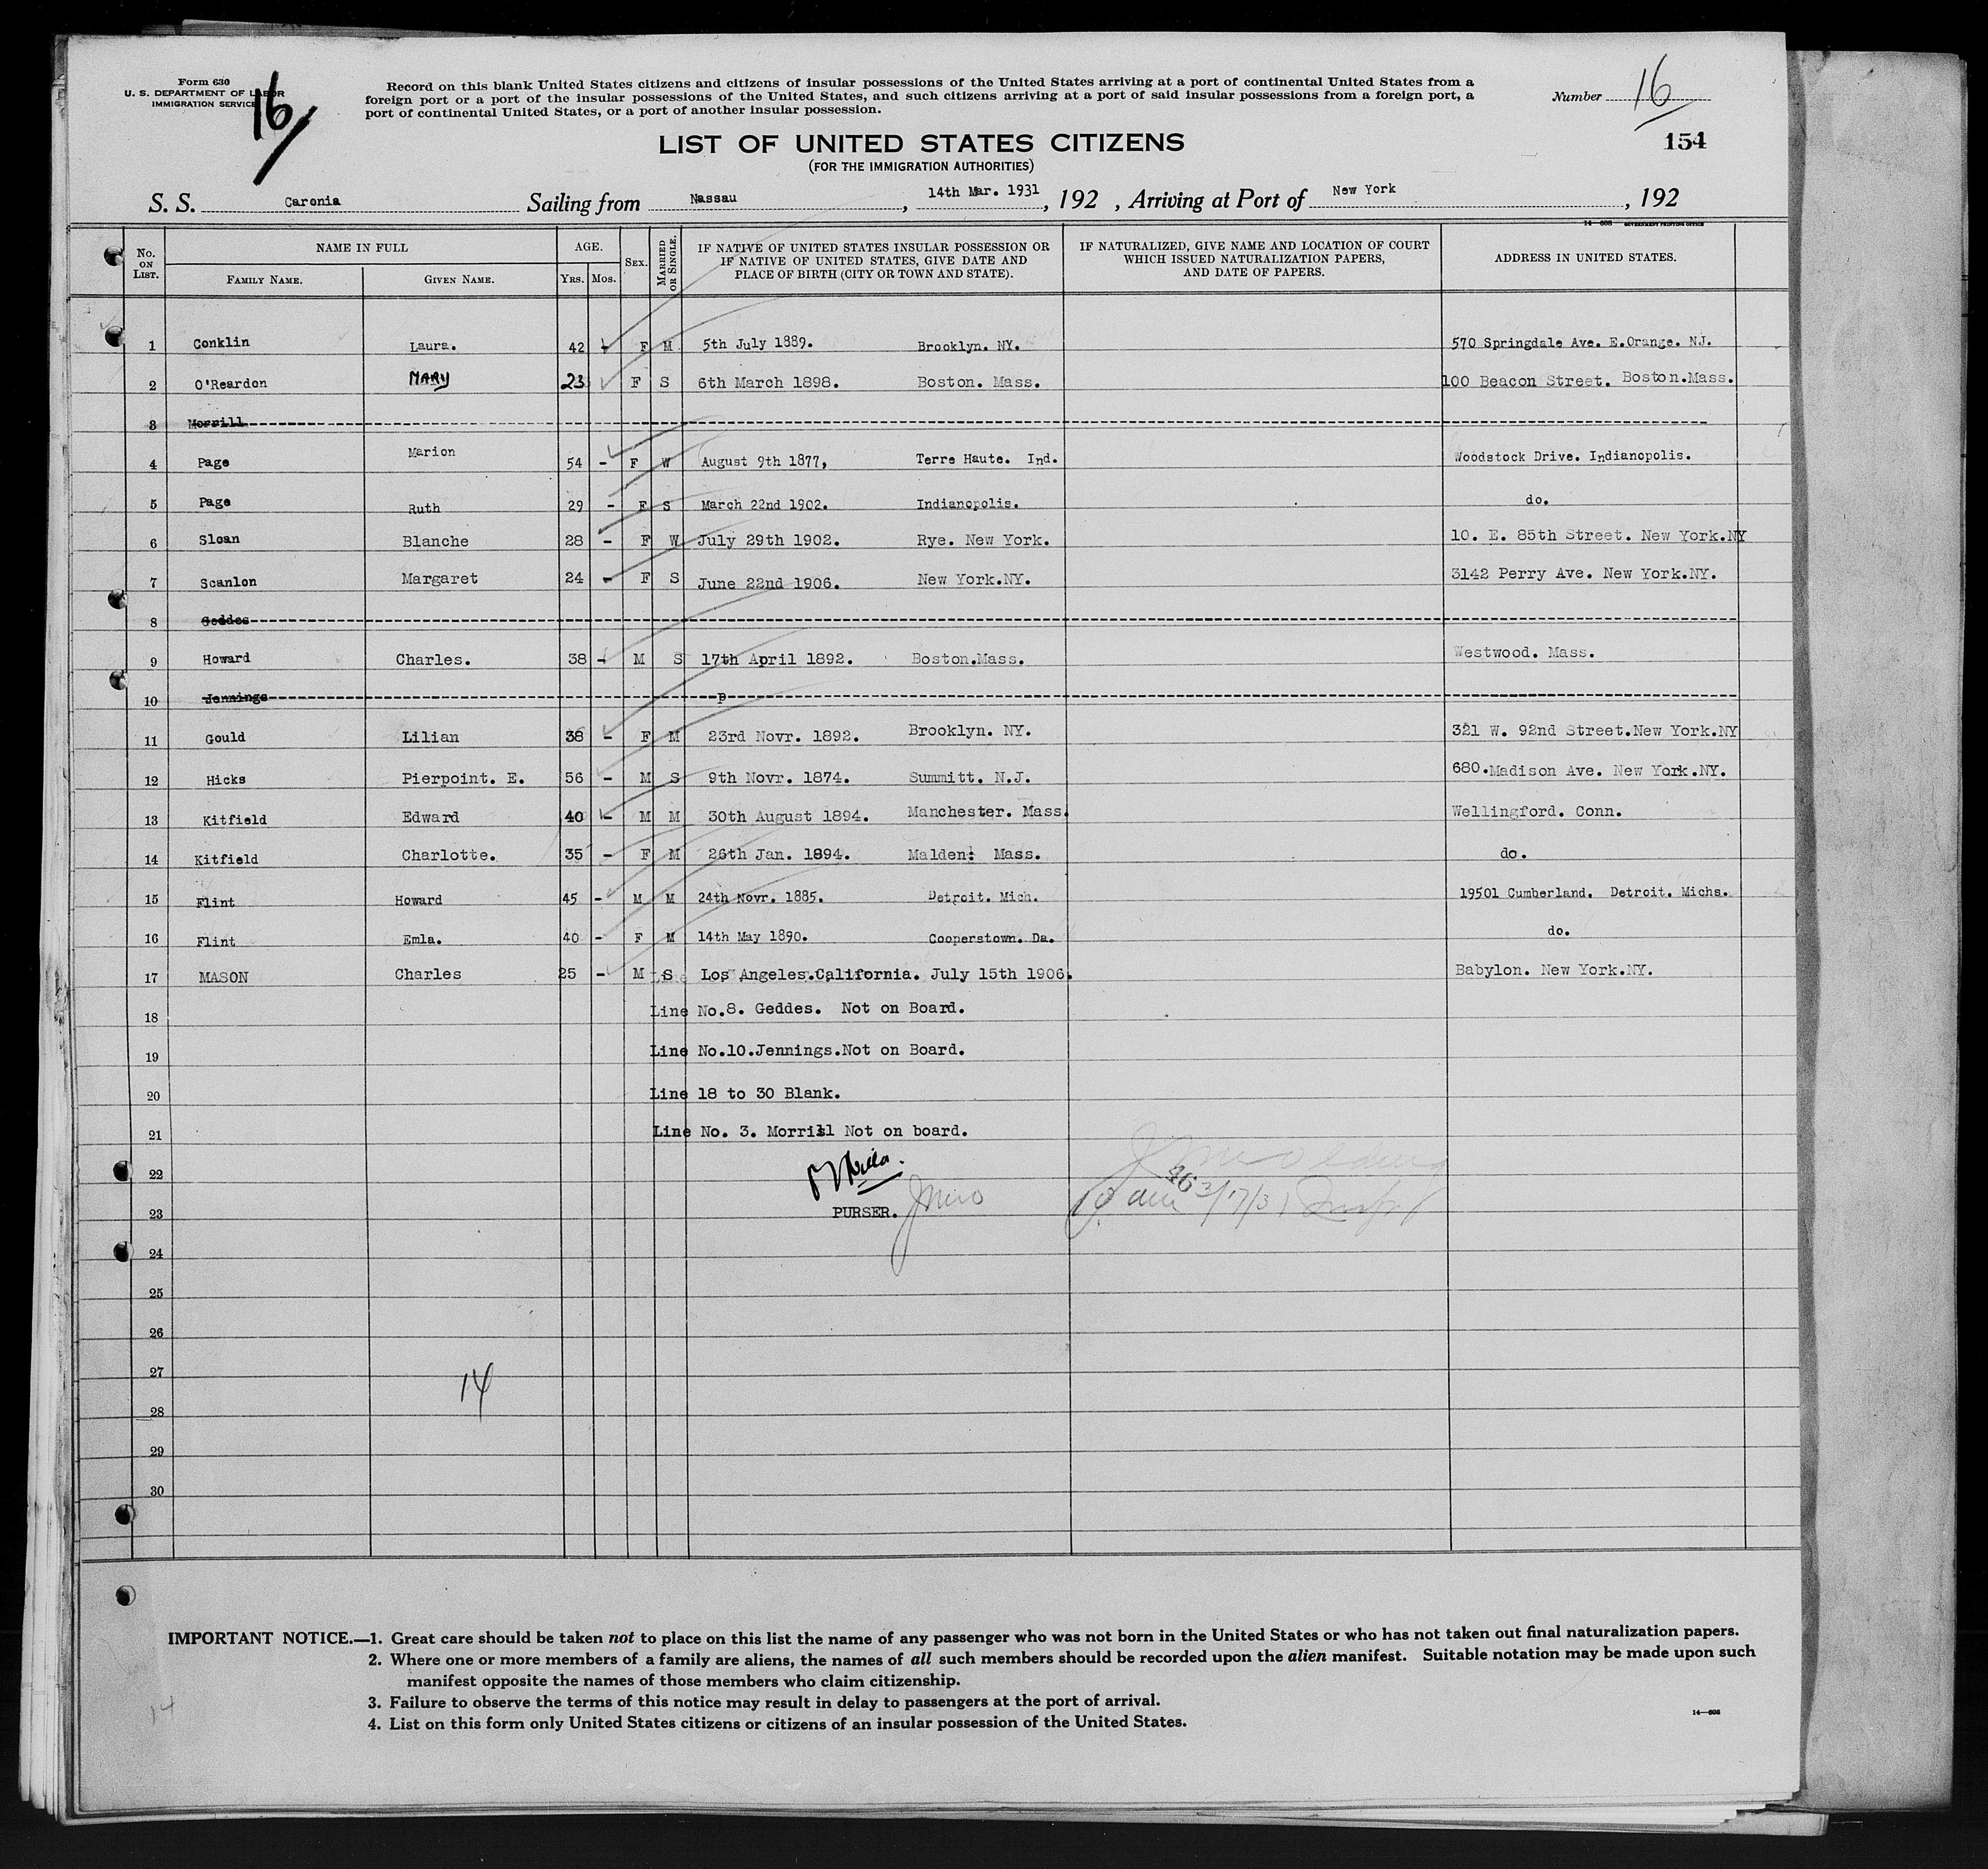 Form 630
U. S. DEPARTMENT OF LABOR
IMMIGRATION SERVICE
16
Record on this blank United States citizens and citizens of insular possessions of the United States arriving at a port of continental United States from a
foreign port or a port of the insular possessions of the United States, and such citizens arriving at a port of said insular possessions from a foreign port, a
port of continental United States, or a port of another insular possession.
Number 16
154
LIST OF UNITED STATES CITIZENS
(FOR THE IMMIGRATION AUTHORITIES)
S. S. Caronia Sailing from Nassau, 14th Mar. 1931, 192 , Arriving at Port of New York, 192
14—608 GOVERNMENT PRINTING OFFICE
No. ON LIST. NAME IN FULL FAMILY NAME. GIVEN NAME. AGE. YRS. MOS. SEX. MARRIED OR SINGLE. IF NATIVE OF UNITED STATES INSULAR POSSESSION OR IF NATIVE OF UNITED STATES, GIVE DATE AND PLACE OF BIRTH (CITY OR TOWN AND STATE). IF NATURALIZED, GIVE NAME AND LOCATION OF COURT WHICH ISSUED NATURALIZATION PAPERS, AND DATE OF PAPERS. ADDRESS IN UNITED STATES.
1 Conklin Laura. 42 - F M 5th July 1889. Brooklyn. NY. 570 Springdale Ave. E.Orange. NJ.
2 O'Reardon MARY 23 F S 6th March 1898. Boston. Mass. 100 Beacon Street. Boston.Mass.
3 Morrill
4 Page Marion 54 - F W August 9th 1877, Terre Haute. Ind. Woodstock Drive. Indianopolis.
5 Page Ruth 29 - F S March 22nd 1902. Indianopolis. do.
6 Sloan Blanche 28 - F W July 29th 1902. Rye. New York. 10. E. 85th Street. New York.NY
7 Scanlon Margaret 24 - F S June 22nd 1906. New York.NY. 3142 Perry Ave. New York.NY.
8 Geddes
9 Howard Charles. 38 - M S 17th April 1892. Boston.Mass. Westwood. Mass.
10 Jennings p
11 Gould Lilian 38 - F M 23rd Novr. 1892. Brooklyn. NY. 321 W. 92nd Street.New York.NY
12 Hicks Pierpoint. E. 56 - M S 9th Novr. 1874. Summitt. N.J. 680.Madison Ave. New York.NY.
13 Kitfield Edward 40 - M M 30th August 1894. Manchester. Mass. Wellingford. Conn.
14 Kitfield Charlotte. 35 - F M 26th Jan. 1894. Malden: Mass. do.
15 Flint Howard 45 - M M 24th Novr. 1885. Detroit. Mich. 19501 Cumberland. Detroit. Michs.
16 Flint Emla. 40 - F M 14th May 1890. Cooperstown. Da. do.
17 MASON Charles 25 - M S Los Angeles.California. July 15th 1906. Babylon. New York.NY.
18 Line No.8. Geddes. Not on Board.
19 Line No.10.Jennings.Not on Board.
20 Line 18 to 30 Blank.
21 Line No. 3. Morrill Not on board.
22
23 PURSER. 3/17/31
24
25
26
27 14
28
29
30
IMPORTANT NOTICE.—1. Great care should be taken not to place on this list the name of any passenger who was not born in the United States or who has not taken out final naturalization papers.
2. Where one or more members of a family are aliens, the names of all such members should be recorded upon the alien manifest. Suitable notation may be made upon such
manifest opposite the names of those members who claim citizenship.
3. Failure to observe the terms of this notice may result in delay to passengers at the port of arrival.
4. List on this form only United States citizens or citizens of an insular possession of the United States.
14
14—608